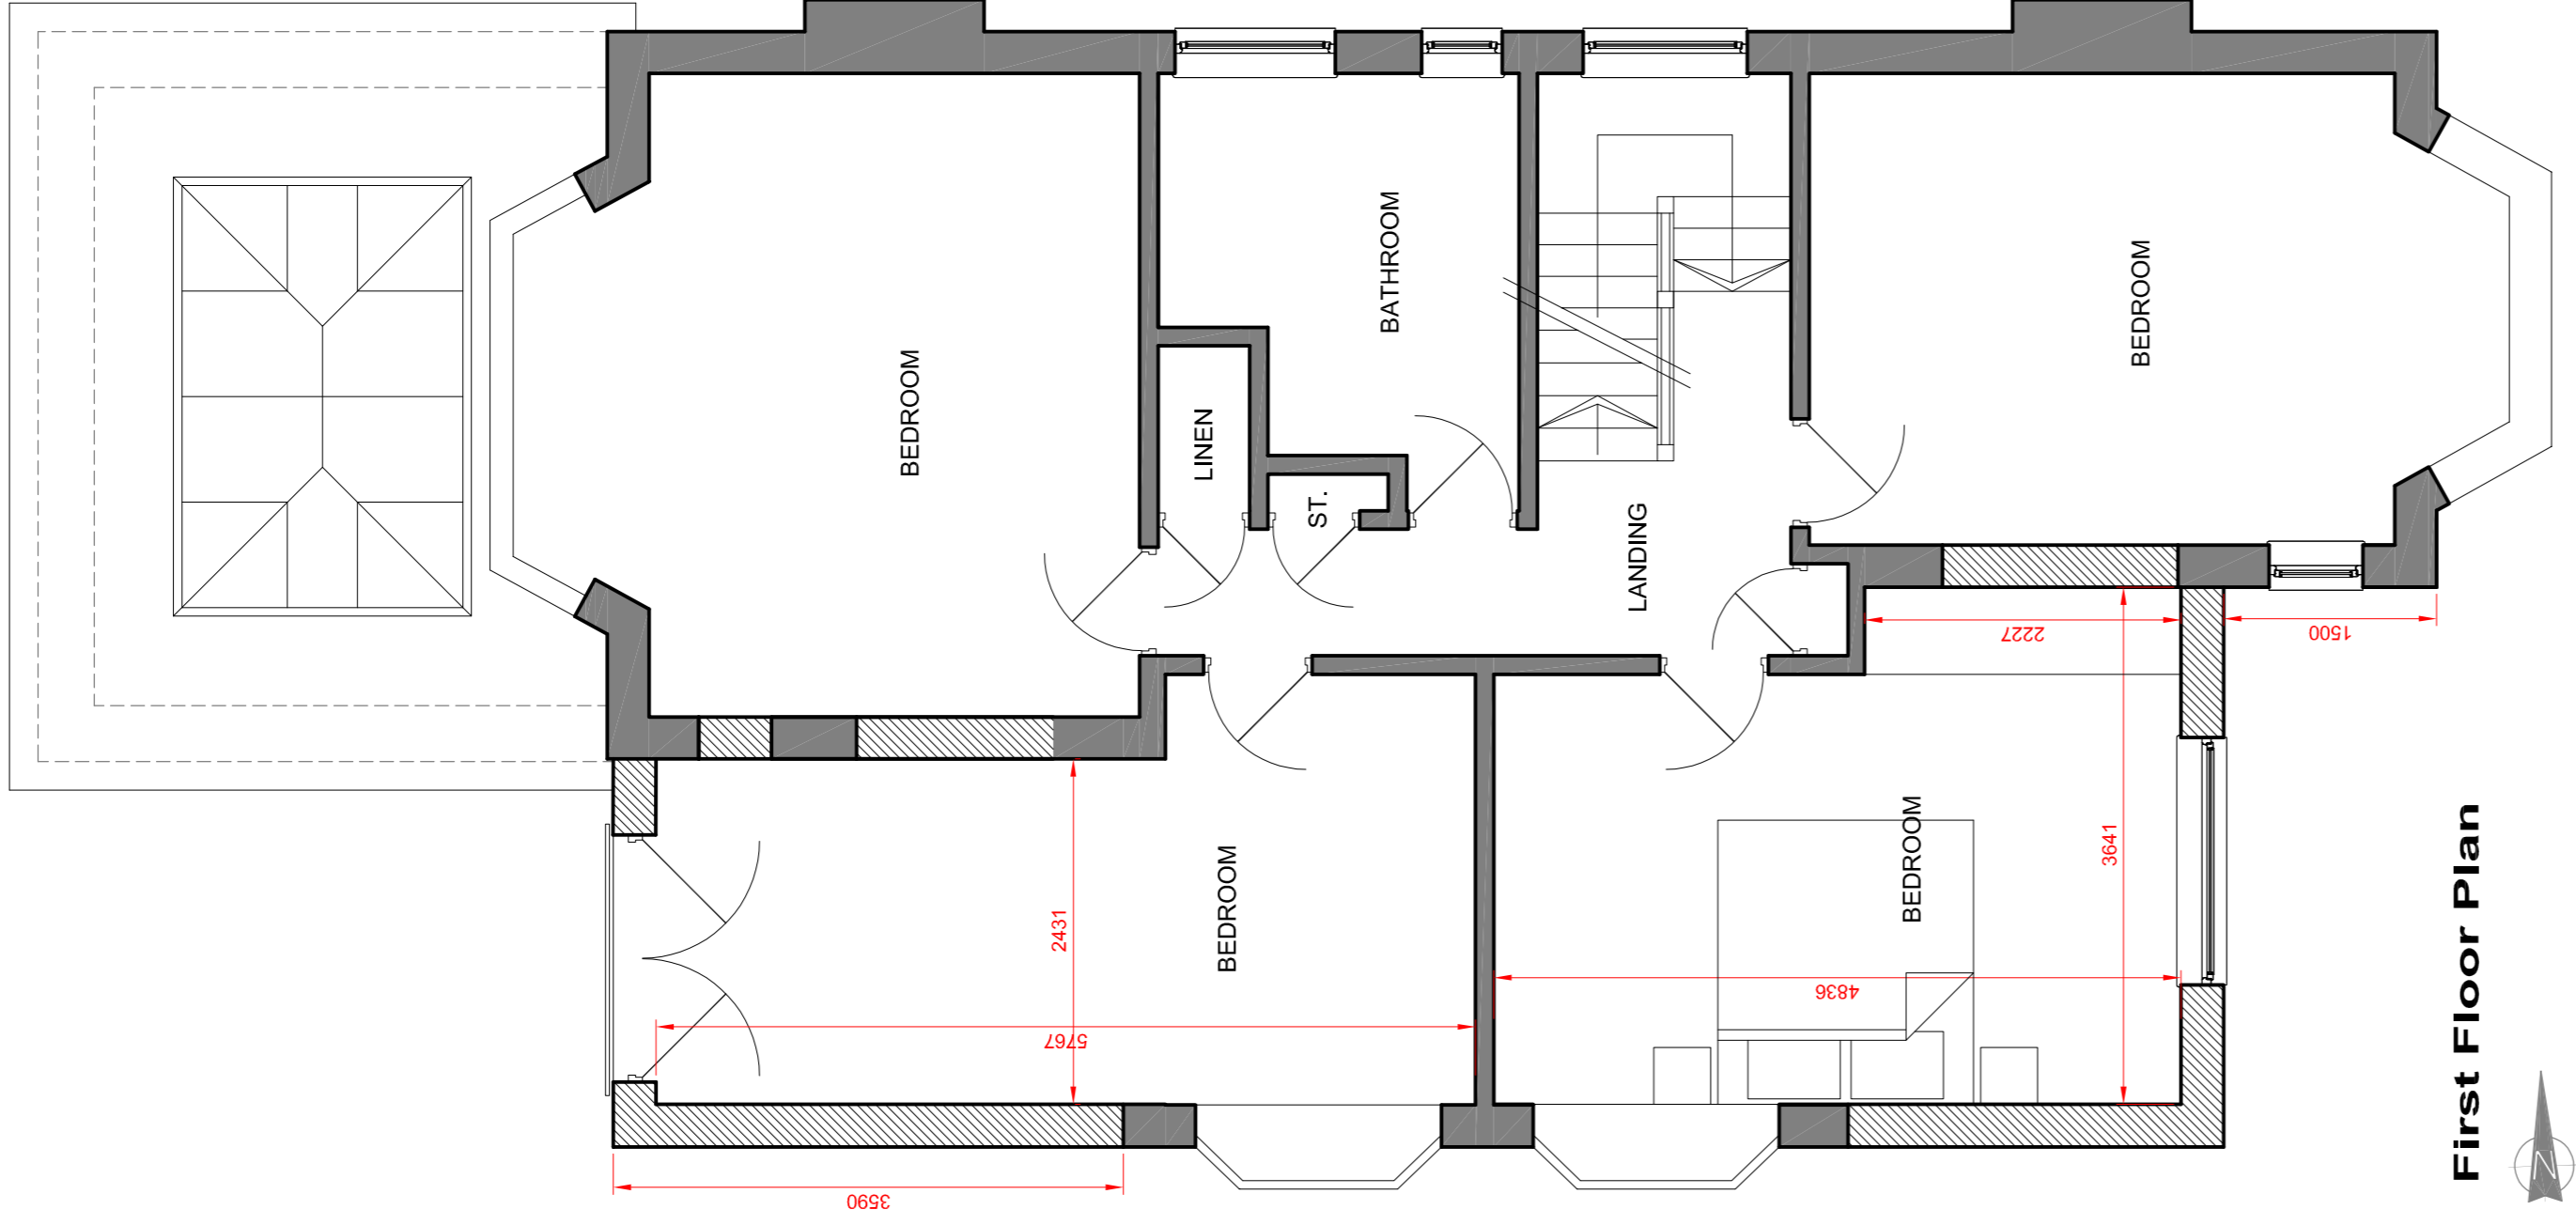 BEDROOM
BATHROOM
BEDROOM
LINEN
ST.
LANDING
2227
1500
BEDROOM
2431
5767
BEDROOM
3641
4836
3590
First Floor Plan
N